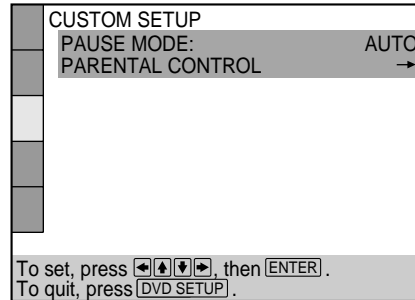 CUSTOM SETUP
PAUSE MODE: AUTO
PARENTAL CONTROL →
To set, press ←↑↓→, then ENTER.
To quit, press DVD SETUP.